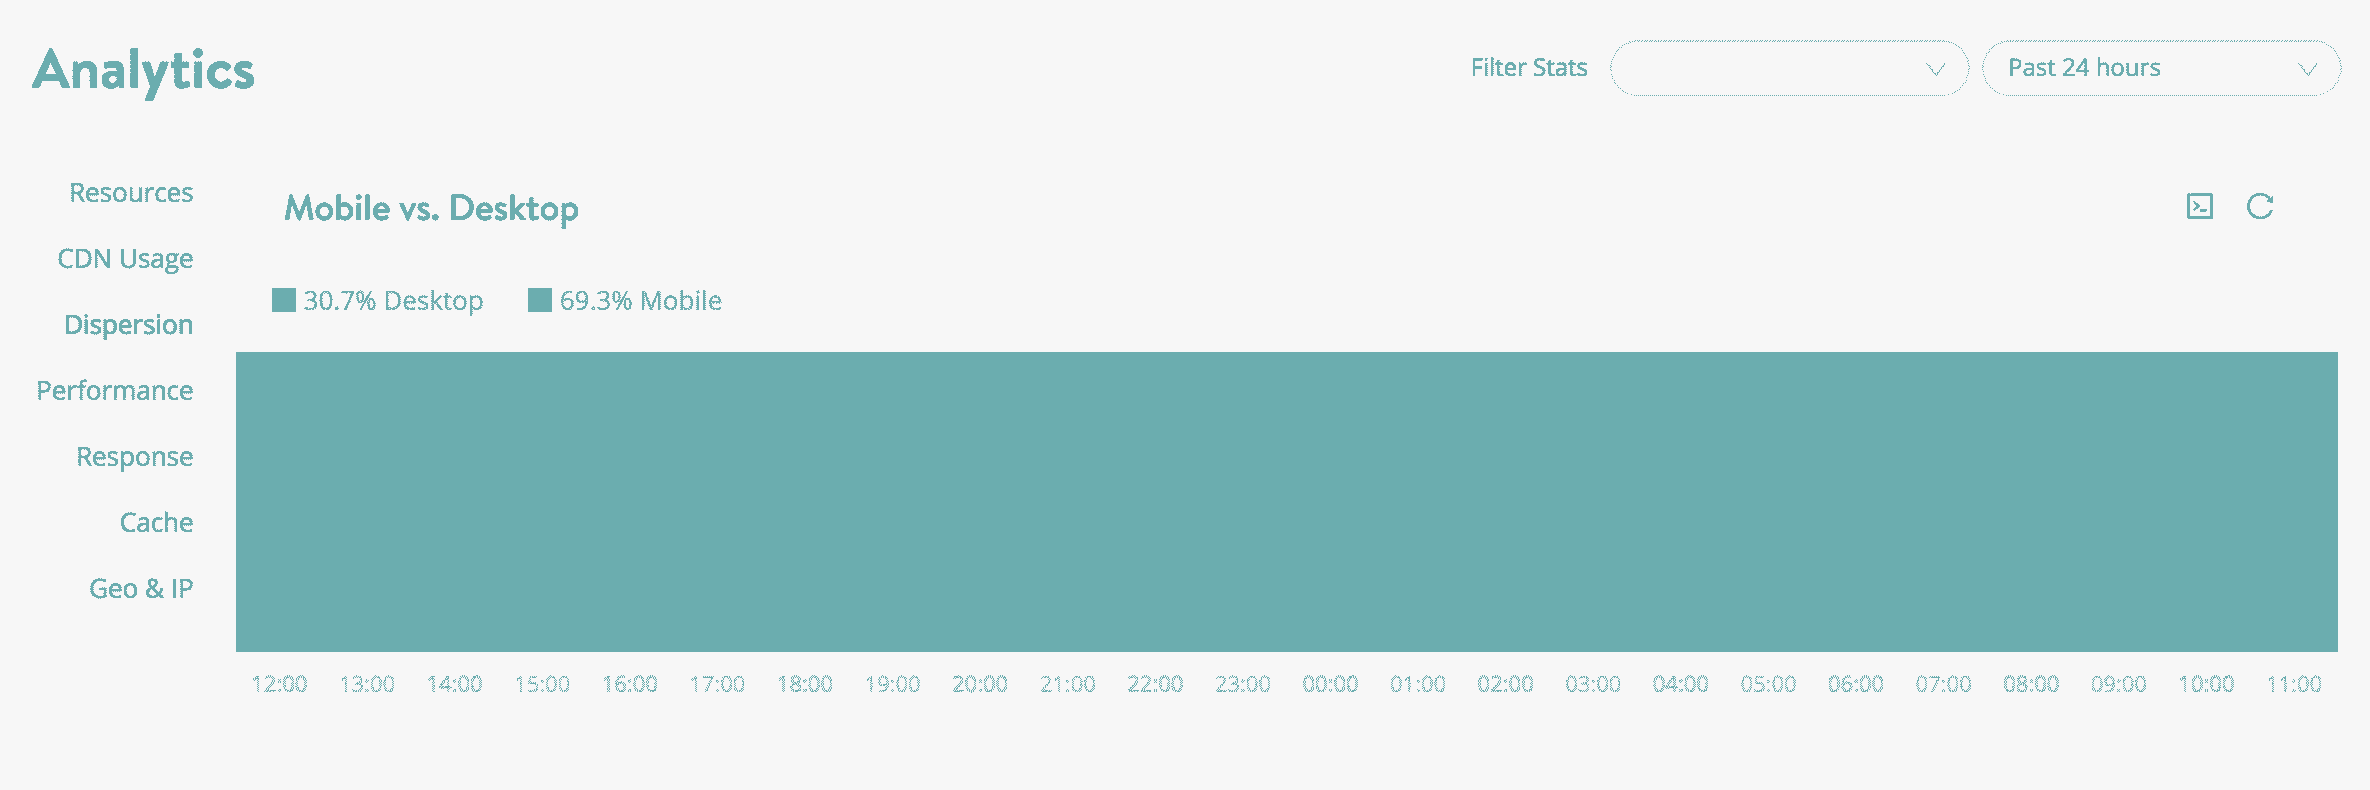 Analytics
Filter Stats
Past 24 hours
Resources
CDN Usage
Dispersion
Performance
Response
Cache
Geo & IP
Mobile vs. Desktop
30.7% Desktop 69.3% Mobile
12:00 13:00 14:00 15:00 16:00 17:00 18:00 19:00 20:00 21:00 22:00 23:00 00:00 01:00 02:00 03:00 04:00 05:00 06:00 07:00 08:00 09:00 10:00 11:00